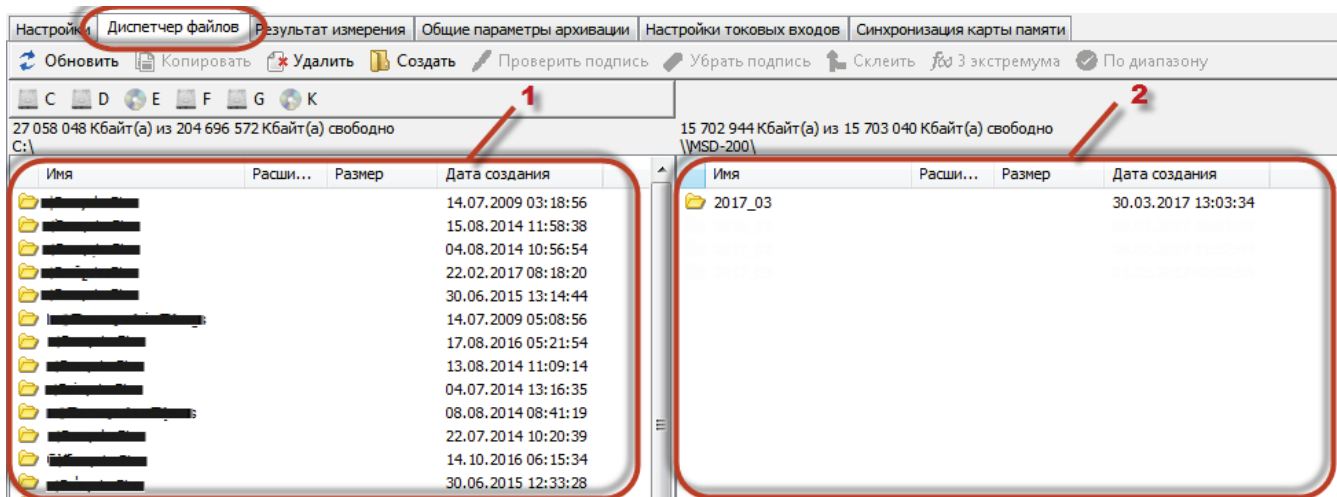 Настройки Диспетчер файлов Результат измерения Общие параметры архивации Настройки токовых входов Синхронизация карты памяти
Обновить Копировать Удалить Создать Проверить подпись Убрать подпись Склеить f(x) 3 экстремума По диапазону
C D E F G K
1
2
27 058 048 Кбайт(а) из 204 696 572 Кбайт(а) свободно
C:\
15 702 944 Кбайт(а) из 15 703 040 Кбайт(а) свободно
\\MSD-200\
Имя Расши... Размер Дата создания
14.07.2009 03:18:56
15.08.2014 11:58:38
04.08.2014 10:56:54
22.02.2017 08:18:20
30.06.2015 13:14:44
14.07.2009 05:08:56
17.08.2016 05:21:54
13.08.2014 11:09:14
04.07.2014 13:16:35
08.08.2014 08:41:19
22.07.2014 10:20:39
14.10.2016 06:15:34
30.06.2015 12:33:28
Имя Расши... Размер Дата создания
2017_03 30.03.2017 13:03:34